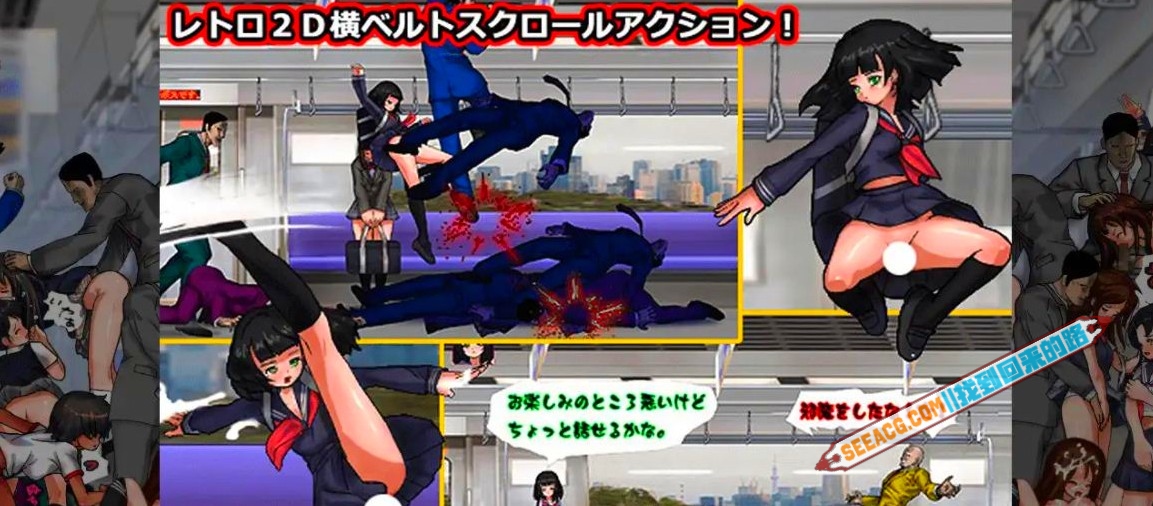 レトロ２Ｄ横ベルトスクロールアクション！
お楽しみのところ悪いけど
ちょっと話せるかな。
SEEACG.COM||找到回来的路